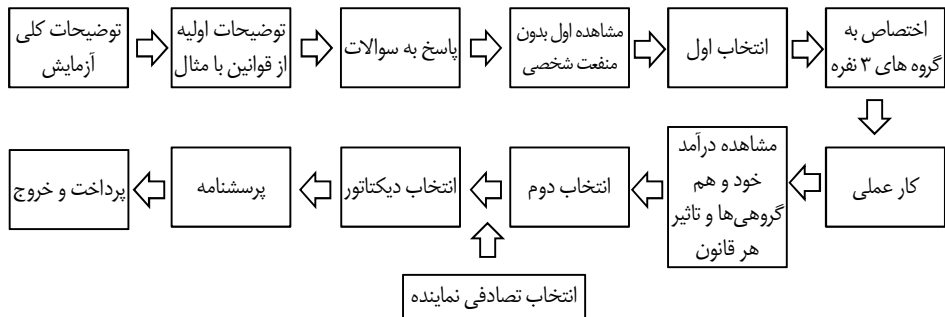 توضیحات کلی
آزمایش
توضیحات اولیه
از قوانین با مثال
پاسخ به سوالات
مشاهده اول بدون
منفعت شخصی
انتخاب اول
اختصاص به
گروه های ۳ نفره
کار عملی
مشاهده درآمد
خود و هم
گروهی‌ها و تاثیر
هر قانون
انتخاب دوم
انتخاب دیکتاتور
پرسشنامه
پرداخت و خروج
انتخاب تصادفی نماینده